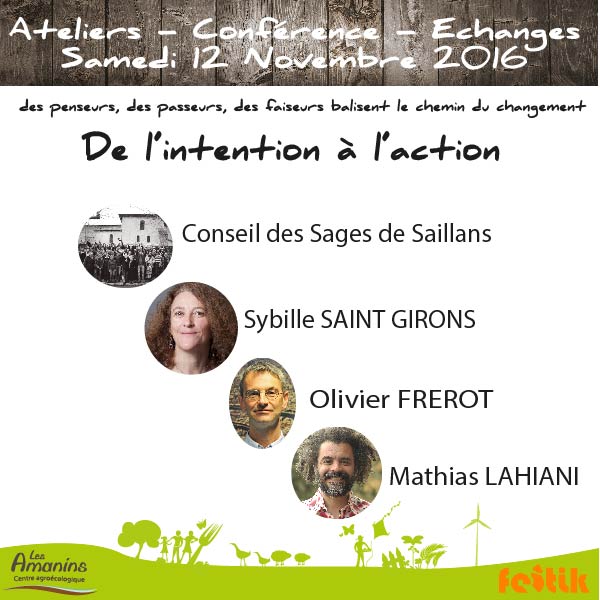 Ateliers - Conférence - Echanges
Samedi 12 Novembre 2016
des penseurs, des passeurs, des faiseurs balisent le chemin du changement
De l'intention à l'action
Conseil des Sages de Saillans
Sybille SAINT GIRONS
Olivier FREROT
Mathias LAHIANI
Les
Amanins
Centre agroécologique
festik